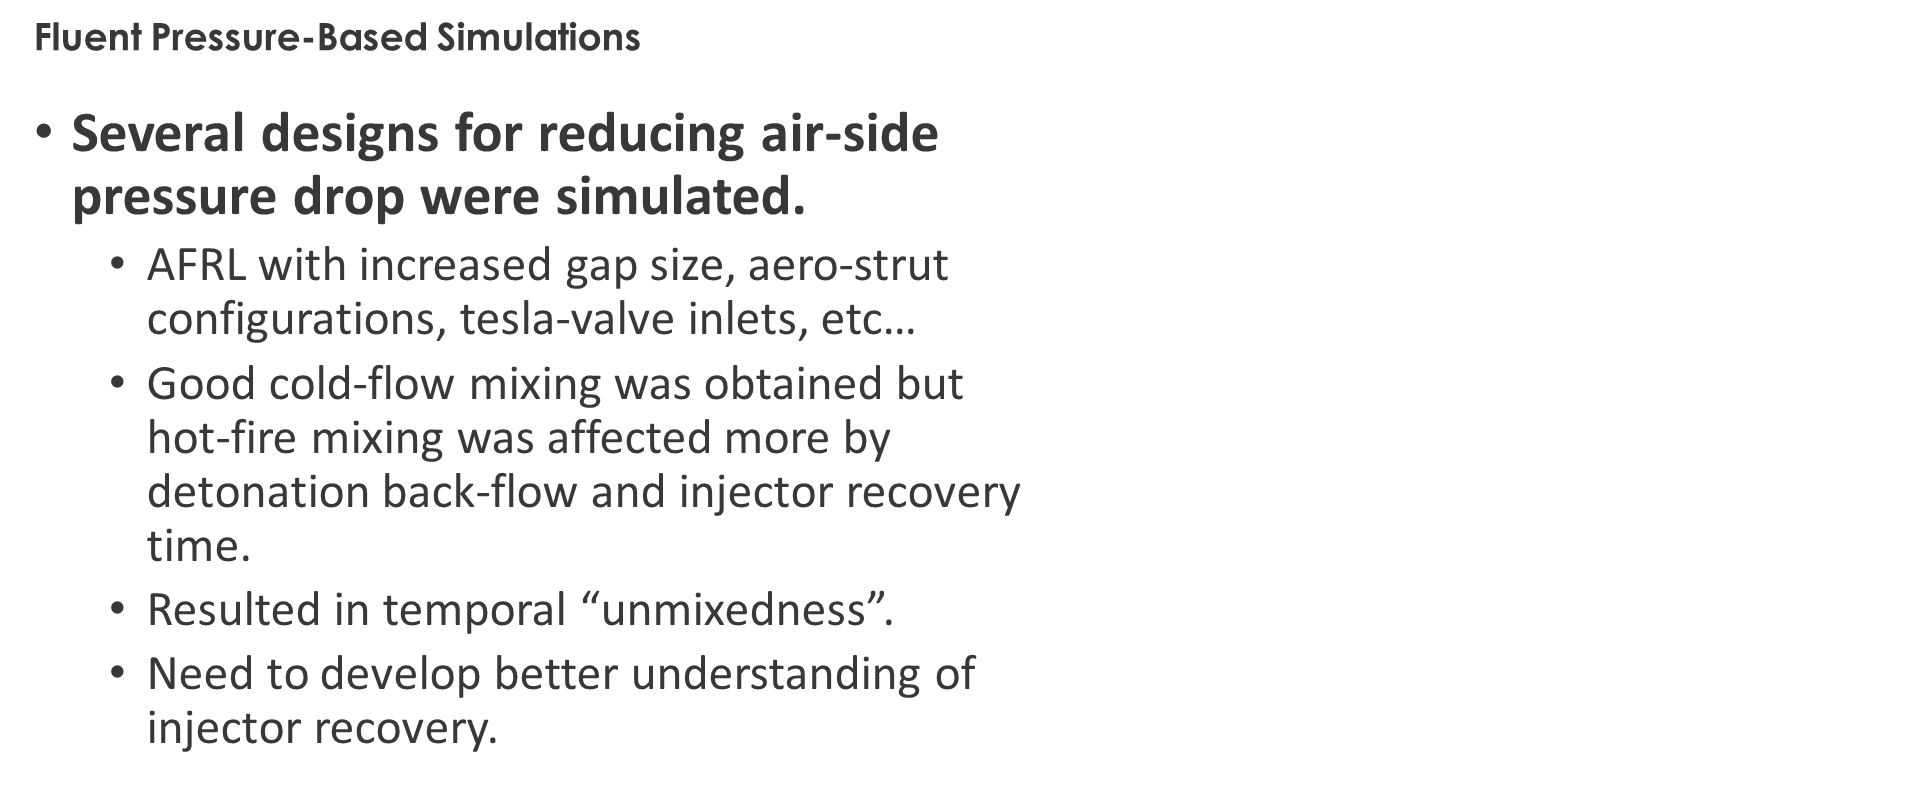 Fluent Pressure-Based Simulations
• Several designs for reducing air-side
pressure drop were simulated.
• AFRL with increased gap size, aero-strut
configurations, tesla-valve inlets, etc…
• Good cold-flow mixing was obtained but
hot-fire mixing was affected more by
detonation back-flow and injector recovery
time.
• Resulted in temporal “unmixedness”.
• Need to develop better understanding of
injector recovery.